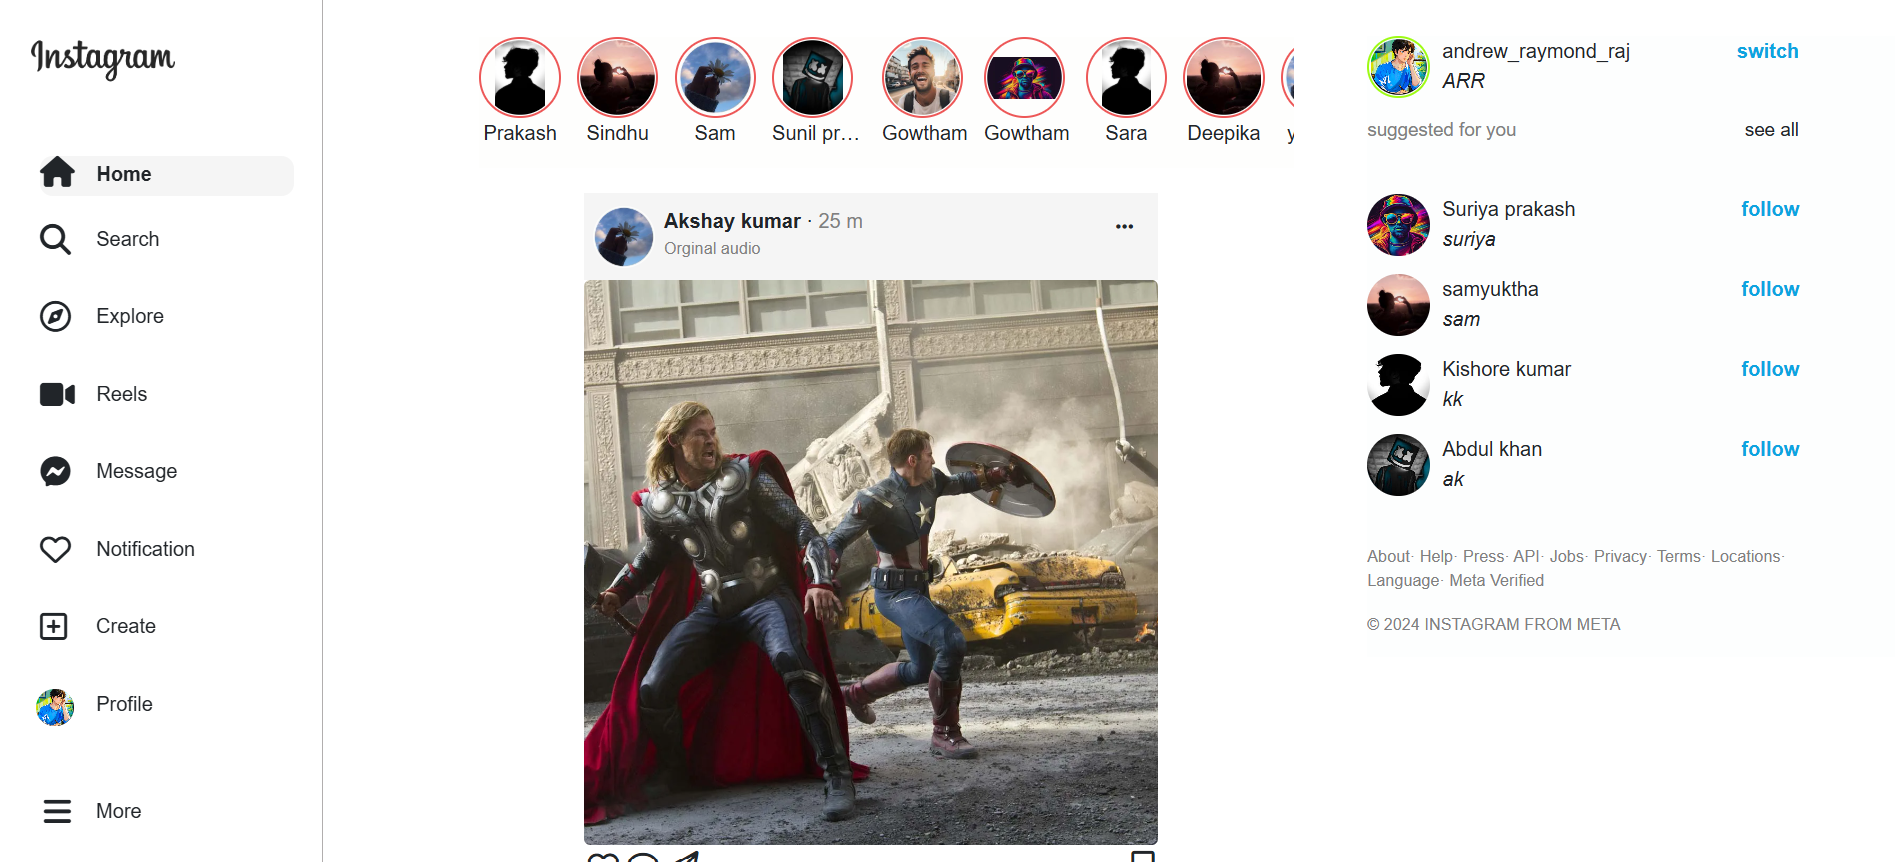 Instagram
Home
Search
Explore
Reels
Message
Notification
Create
Profile
More
Prakash
Sindhu
Sam
Sunil pr...
Gowtham
Gowtham
Sara
Deepika
Akshay kumar · 25 m
Orginal audio
andrew_raymond_raj
switch
ARR
suggested for you
see all
Suriya prakash
follow
suriya
samyuktha
follow
sam
Kishore kumar
follow
kk
Abdul khan
follow
ak
About· Help· Press· API· Jobs· Privacy· Terms· Locations·
Language· Meta Verified
© 2024 INSTAGRAM FROM META